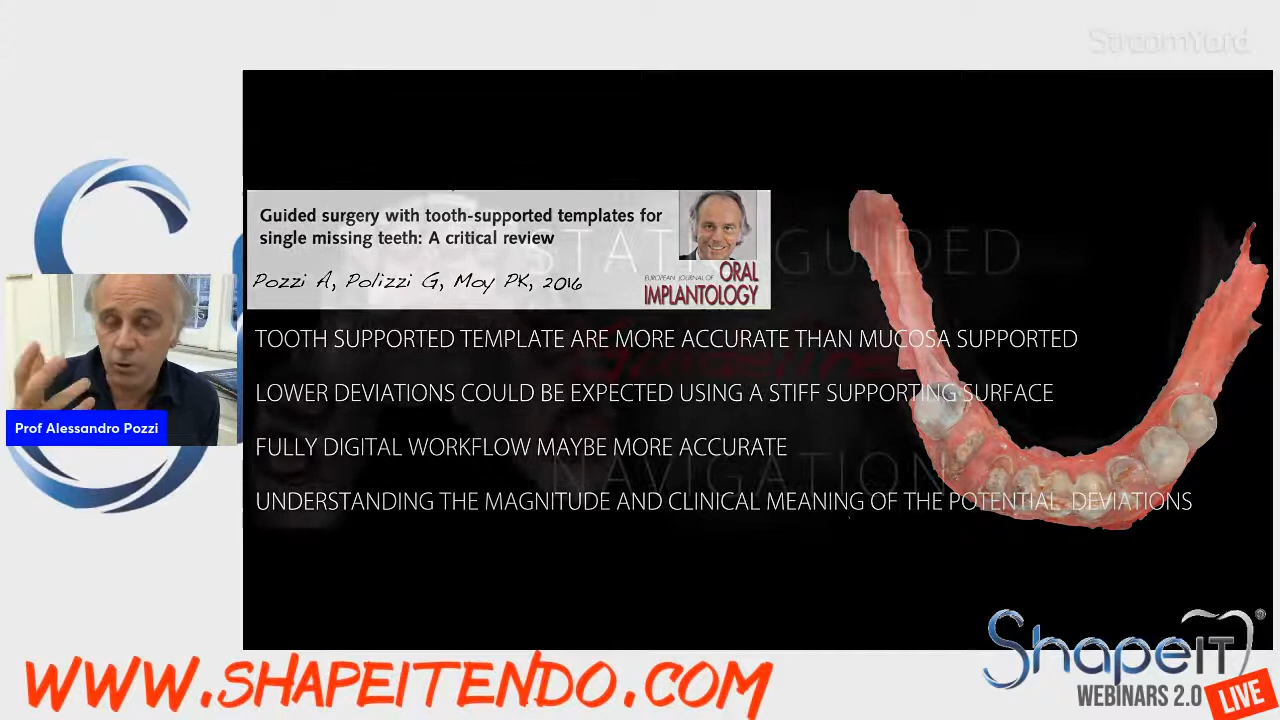 StreamYard
Guided surgery with tooth-supported templates for
single missing teeth: A critical review
Pozzi A, Polizzi G, Moy PK, 2016
EUROPEAN JOURNAL OF
ORAL
IMPLANTOLOGY
STATIC GUIDED
TOOTH SUPPORTED TEMPLATE ARE MORE ACCURATE THAN MUCOSA SUPPORTED
LOWER DEVIATIONS COULD BE EXPECTED USING A STIFF SUPPORTING SURFACE
FULLY DIGITAL WORKFLOW MAYBE MORE ACCURATE
NAVIGATION
UNDERSTANDING THE MAGNITUDE AND CLINICAL MEANING OF THE POTENTIAL DEVIATIONS
Prof Alessandro Pozzi
ShapeIT
WEBINARS 2.0
LIVE
WWW.SHAPEITENDO.COM